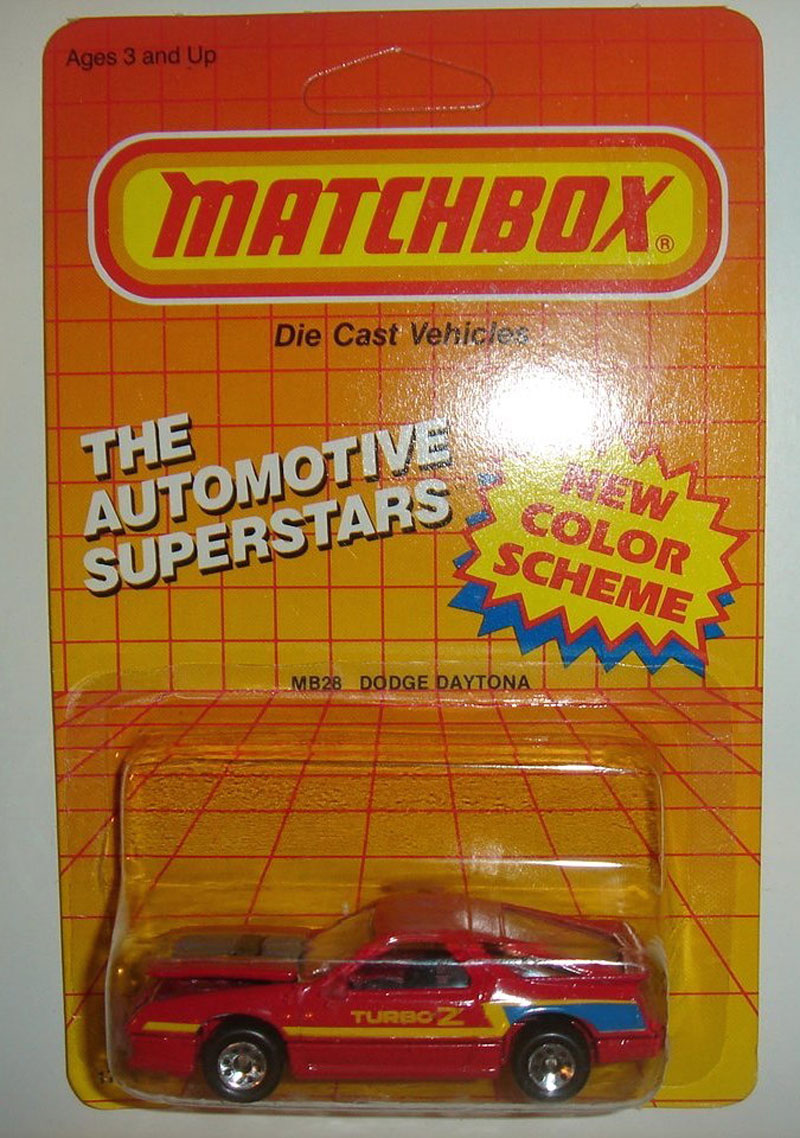 Ages 3 and Up
MATCHBOX®
Die Cast Vehicles
THE
AUTOMOTIVE
SUPERSTARS
NEW
COLOR
SCHEME
MB28 DODGE DAYTONA
TURBO Z